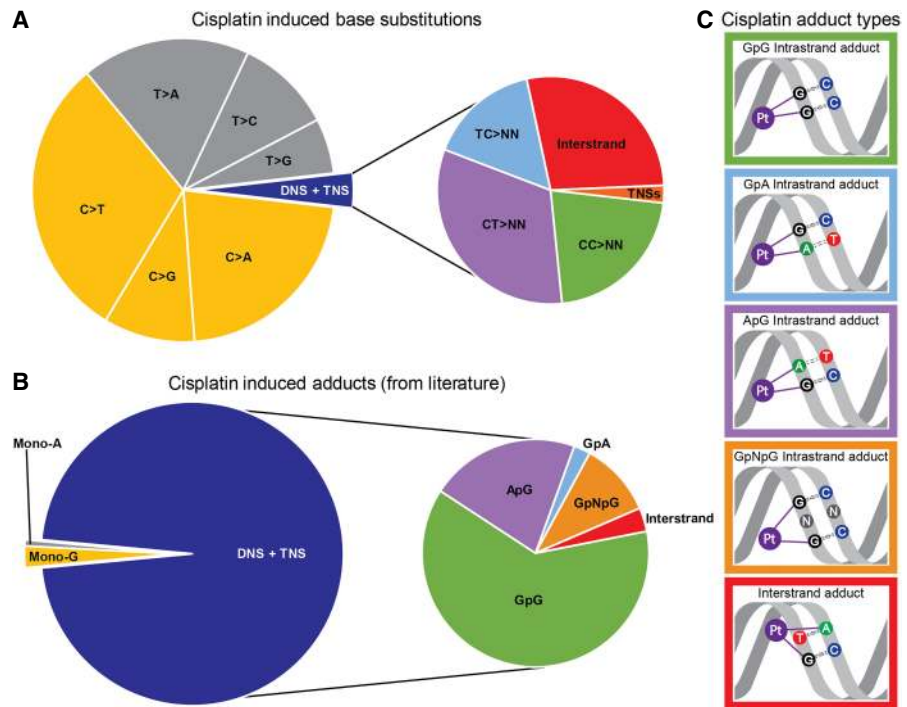 A
Cisplatin induced base substitutions
T>A
T>C
T>G
DNS + TNS
C>T
C>G
C>A
TC>NN
Interstrand
TNSs
CT>NN
CC>NN
B
Cisplatin induced adducts (from literature)
Mono-A
Mono-G
DNS + TNS
GpA
ApG
GpNpG
Interstrand
GpG
C
Cisplatin adduct types
GpG Intrastrand adduct
G C
Pt G C
GpA Intrastrand adduct
G C
Pt A T
ApG Intrastrand adduct
A T
Pt G C
GpNpG Intrastrand adduct
G C
N N
Pt G C
Interstrand adduct
Pt T A
G C